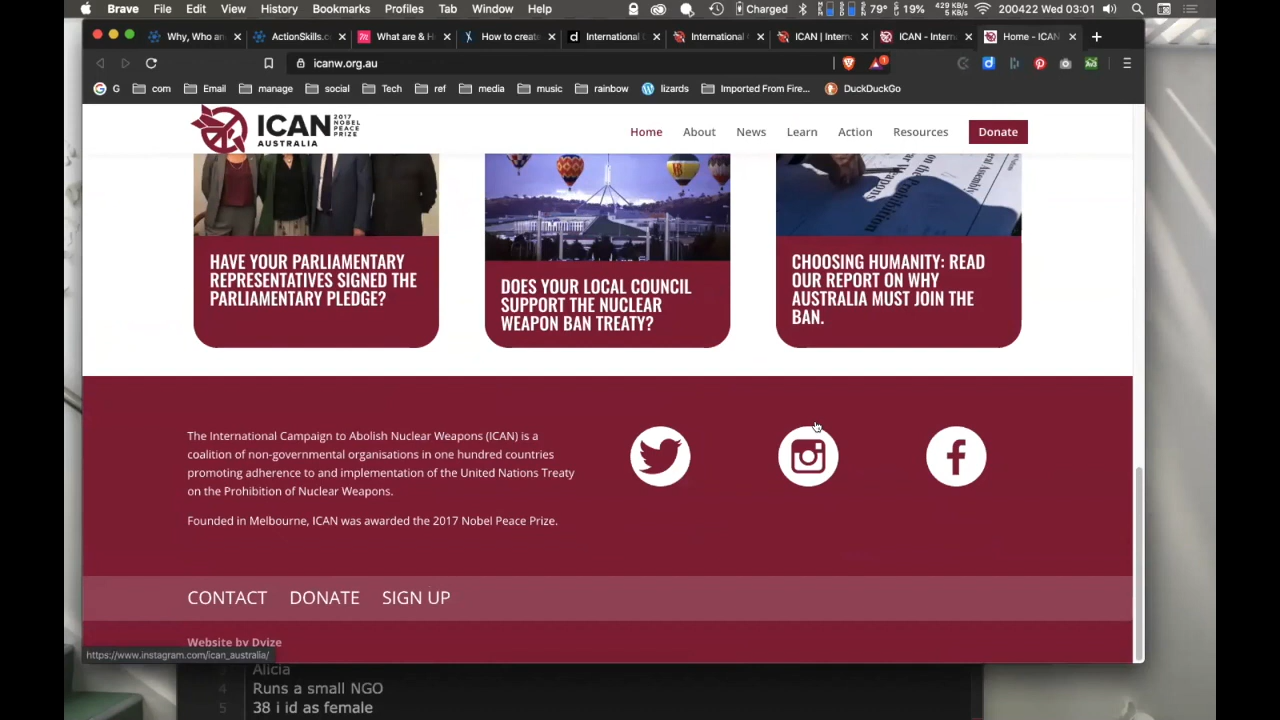 Brave File Edit View History Bookmarks Profiles Tab Window Help Charged 79° 19% 429 KB/s 5 KB/s 200422 Wed 03:01
Why, Who an ActionSkills.c What are & H How to create International International ICAN | Intern ICAN - Intern Home - ICAN
icanw.org.au
G com Email manage social Tech ref media music rainbow lizards Imported From Fire... DuckDuckGo
ICAN 2017 NOBEL PEACE PRIZE
AUSTRALIA
Home About News Learn Action Resources Donate
HAVE YOUR PARLIAMENTARY
REPRESENTATIVES SIGNED THE
PARLIAMENTARY PLEDGE?
DOES YOUR LOCAL COUNCIL
SUPPORT THE NUCLEAR
WEAPON BAN TREATY?
CHOOSING HUMANITY: READ
OUR REPORT ON WHY
AUSTRALIA MUST JOIN THE
BAN.
The International Campaign to Abolish Nuclear Weapons (ICAN) is a
coalition of non-governmental organisations in one hundred countries
promoting adherence to and implementation of the United Nations Treaty
on the Prohibition of Nuclear Weapons.
Founded in Melbourne, ICAN was awarded the 2017 Nobel Peace Prize.
CONTACT DONATE SIGN UP
Website by Dvize
https://www.instagram.com/ican_australia/
3 Alicia
4 Runs a small NGO
5 38 i id as female